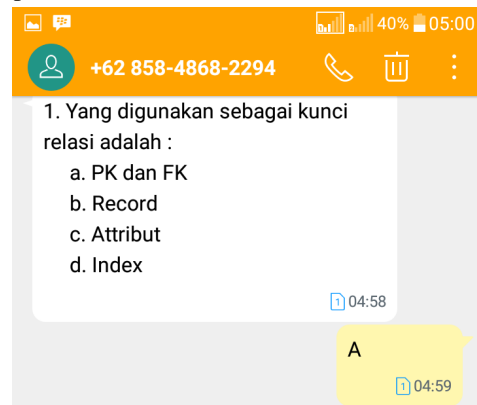 40% 05:00
+62 858-4868-2294
1. Yang digunakan sebagai kunci
relasi adalah :
a. PK dan FK
b. Record
c. Attribut
d. Index
1 04:58
A
1 04:59